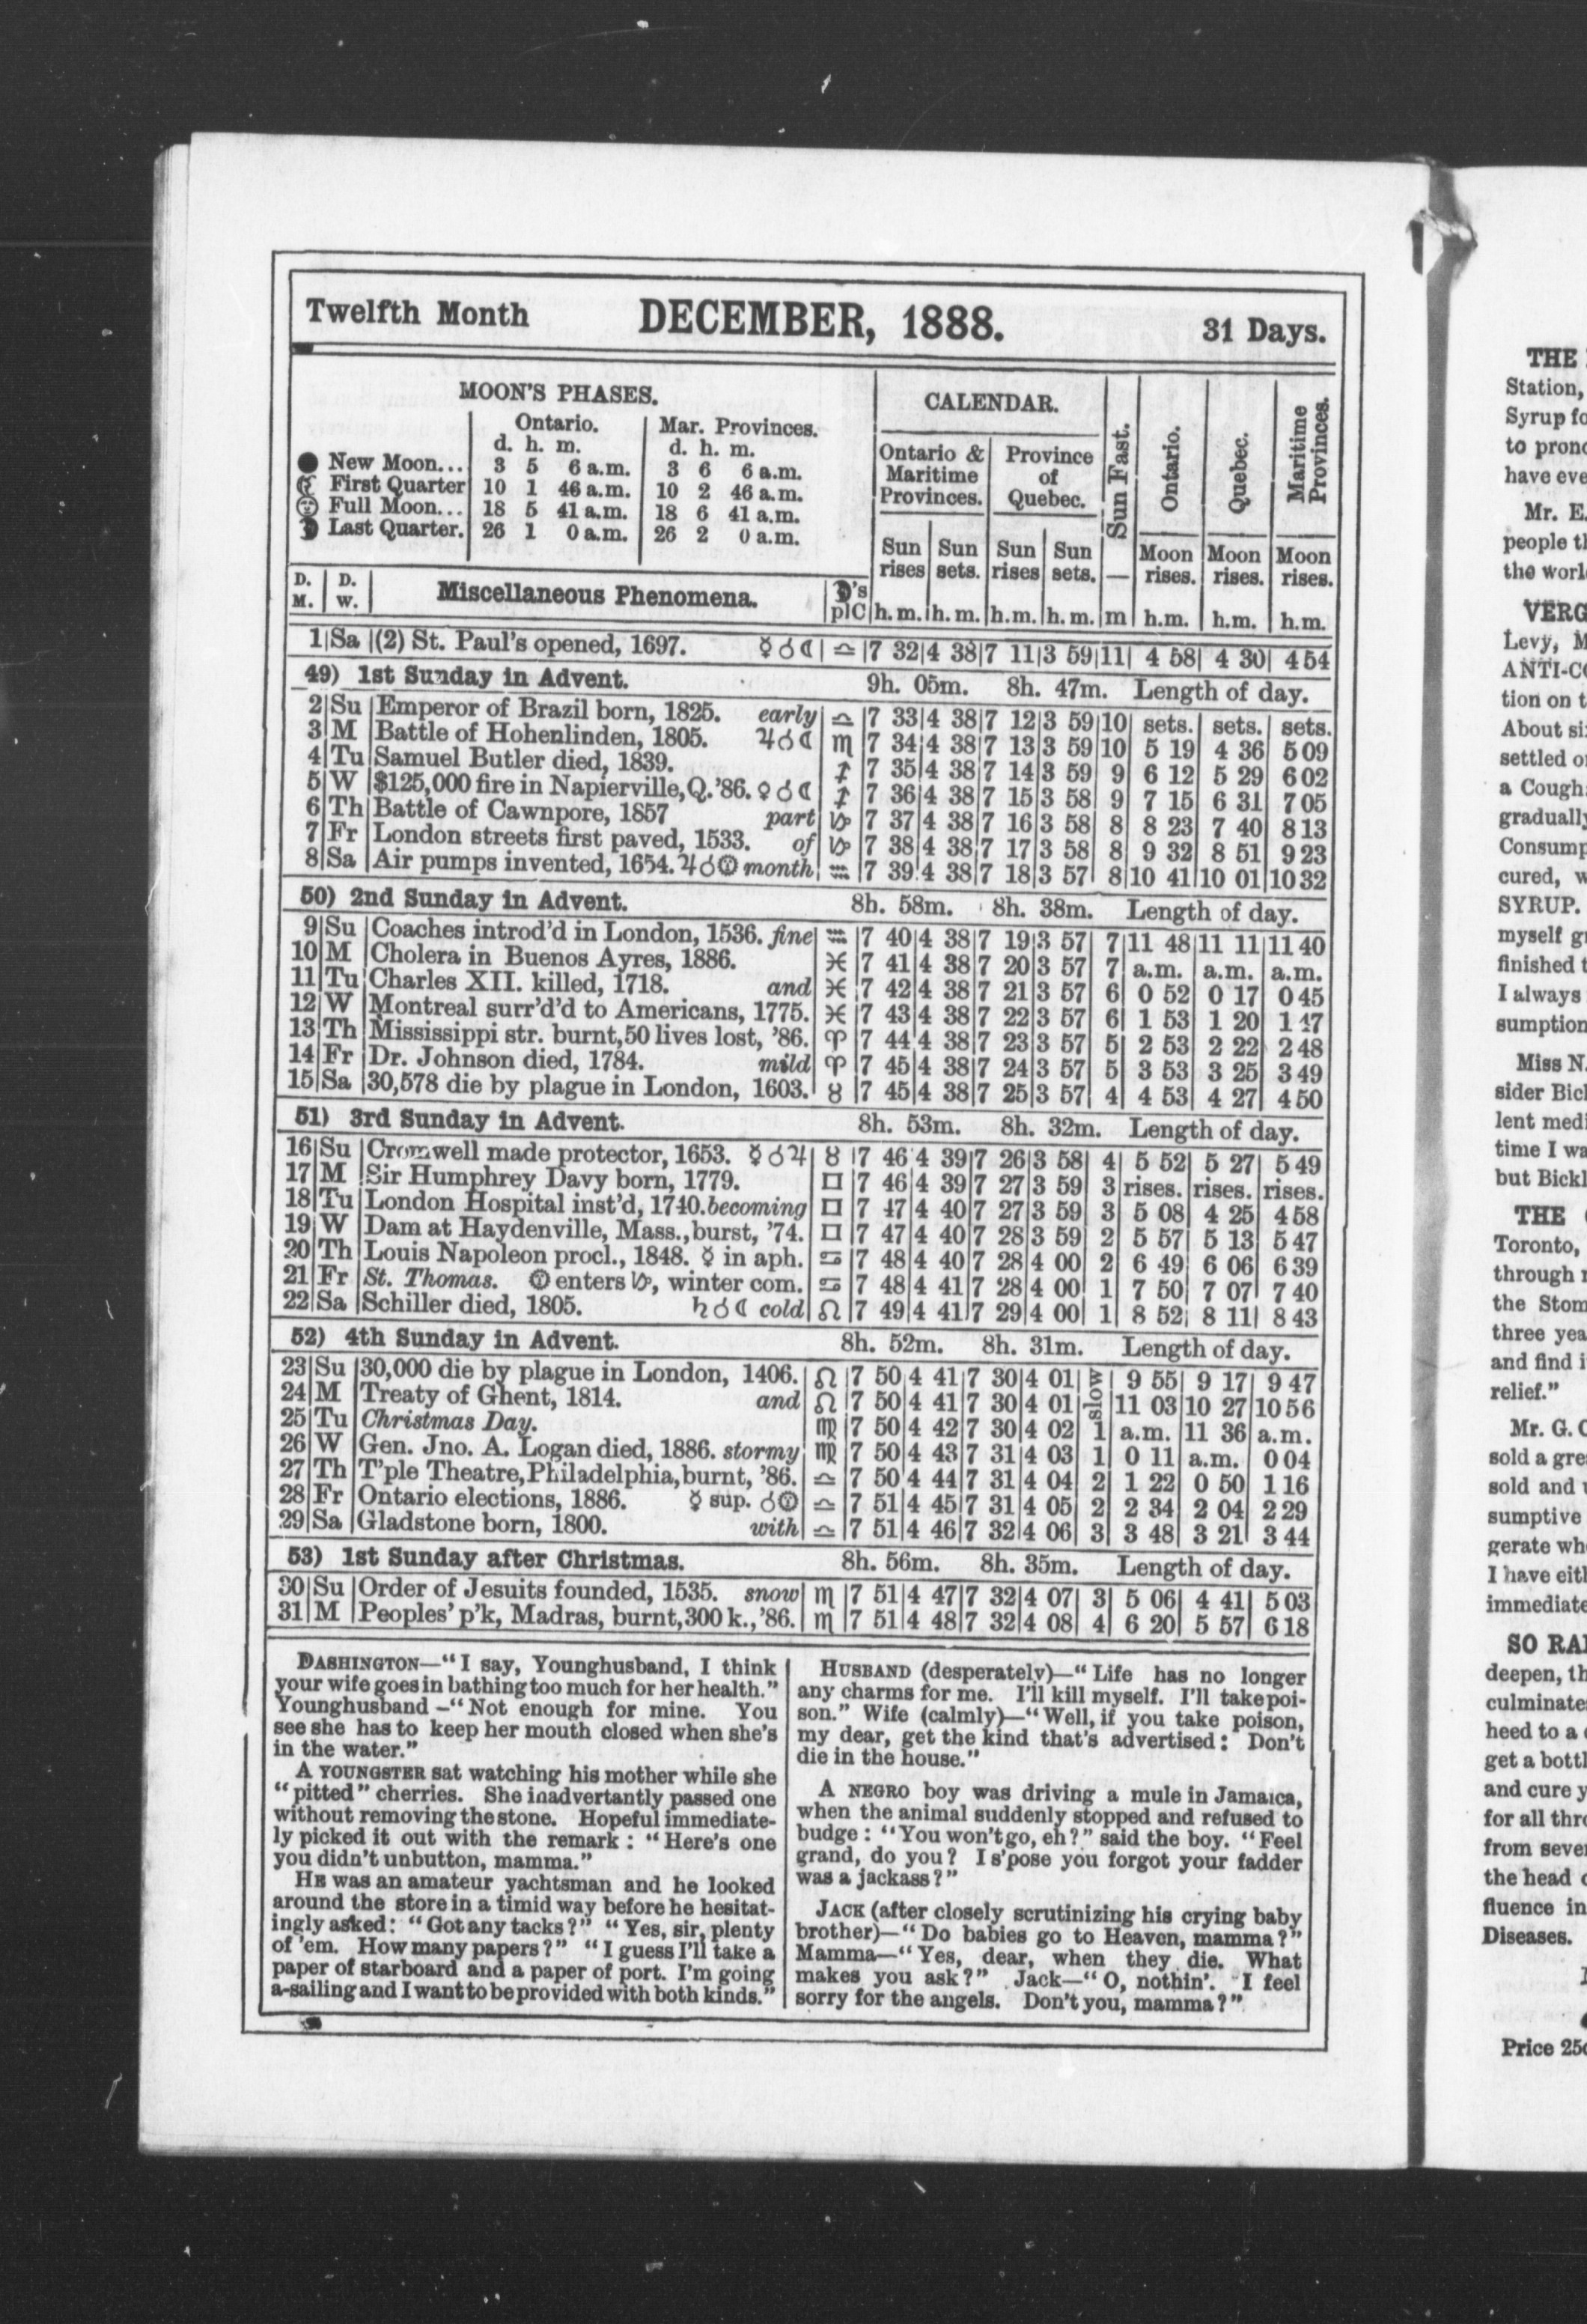 Twelfth Month DECEMBER, 1888. 31 Days.
MOON'S PHASES.
Ontario. Mar. Provinces.
d. h. m. d. h. m.
● New Moon... 3 5 6 a.m. 3 6 6 a.m.
☾ First Quarter 10 1 46 a.m. 10 2 46 a.m.
Full Moon... 18 5 41 a.m. 18 6 41 a.m.
Last Quarter. 26 1 0 a.m. 26 2 0 a.m.
CALENDAR.
Ontario & Maritime Provinces.
Province of Quebec.
Sun Fast.
Ontario.
Quebec.
Maritime Provinces.
Sun rises Sun sets. Sun rises Sun sets. — Moon rises. Moon rises. Moon rises.
D. M. D. W. Miscellaneous Phenomena. ☽'s plC h.m. h.m. h.m. h.m. m h.m. h.m. h.m.
1 Sa (2) St. Paul's opened, 1697. ☿☌☾ ♎ 7 32 4 38 7 11 3 59 11 4 58 4 30 4 54
49) 1st Sunday in Advent. 9h. 05m. 8h. 47m. Length of day.
2 Su Emperor of Brazil born, 1825. early ♎ 7 33 4 38 7 12 3 59 10 sets. sets. sets.
3 M Battle of Hohenlinden, 1805. ♃☌☾ ♏ 7 34 4 38 7 13 3 59 10 5 19 4 36 5 09
4 Tu Samuel Butler died, 1839. ♐ 7 35 4 38 7 14 3 59 9 6 12 5 29 6 02
5 W $125,000 fire in Napierville, Q. '86. ♀☌☾ ♐ 7 36 4 38 7 15 3 58 9 7 15 6 31 7 05
6 Th Battle of Cawnpore, 1857 part ♑ 7 37 4 38 7 16 3 58 8 8 23 7 40 8 13
7 Fr London streets first paved, 1533. of ♑ 7 38 4 38 7 17 3 58 8 9 32 8 51 9 23
8 Sa Air pumps invented, 1654. ♃☌☉ month ♒ 7 39 4 38 7 18 3 57 8 10 41 10 01 10 32
50) 2nd Sunday in Advent. 8h. 58m. 8h. 38m. Length of day.
9 Su Coaches introd'd in London, 1536. fine ♒ 7 40 4 38 7 19 3 57 7 11 48 11 11 11 40
10 M Cholera in Buenos Ayres, 1886. ♓ 7 41 4 38 7 20 3 57 7 a.m. a.m. a.m.
11 Tu Charles XII. killed, 1718. and ♓ 7 42 4 38 7 21 3 57 6 0 52 0 17 0 45
12 W Montreal surr'd'd to Americans, 1775. ♓ 7 43 4 38 7 22 3 57 6 1 53 1 20 1 47
13 Th Mississippi str. burnt, 50 lives lost, '86. ♈ 7 44 4 38 7 23 3 57 5 2 53 2 22 2 48
14 Fr Dr. Johnson died, 1784. mild ♈ 7 45 4 38 7 24 3 57 5 3 53 3 25 3 49
15 Sa 30,578 die by plague in London, 1603. ♉ 7 45 4 38 7 25 3 57 4 4 53 4 27 4 50
51) 3rd Sunday in Advent. 8h. 53m. 8h. 32m. Length of day.
16 Su Cromwell made protector, 1653. ☿☌♃ ♉ 7 46 4 39 7 26 3 58 4 5 52 5 27 5 49
17 M Sir Humphrey Davy born, 1779. ♊ 7 46 4 39 7 27 3 59 3 rises. rises. rises.
18 Tu London Hospital inst'd, 1740. becoming ♊ 7 47 4 40 7 27 3 59 3 5 08 4 25 4 58
19 W Dam at Haydenville, Mass., burst, '74. ♊ 7 47 4 40 7 28 3 59 2 5 57 5 13 5 47
20 Th Louis Napoleon procl., 1848. ☿ in aph. ♋ 7 48 4 40 7 28 4 00 2 6 49 6 06 6 39
21 Fr St. Thomas. ☉ enters ♑, winter com. ♋ 7 48 4 41 7 28 4 00 1 7 50 7 07 7 40
22 Sa Schiller died, 1805. ♄☌☾ cold ♌ 7 49 4 41 7 29 4 00 1 8 52 8 11 8 43
52) 4th Sunday in Advent. 8h. 52m. 8h. 31m. Length of day.
23 Su 30,000 die by plague in London, 1406. ♌ 7 50 4 41 7 30 4 01 slow 9 55 9 17 9 47
24 M Treaty of Ghent, 1814. and ♌ 7 50 4 41 7 30 4 01 11 03 10 27 10 56
25 Tu Christmas Day. ♍ 7 50 4 42 7 30 4 02 1 a.m. 11 36 a.m.
26 W Gen. Jno. A. Logan died, 1886. stormy ♍ 7 50 4 43 7 31 4 03 1 0 11 a.m. 0 04
27 Th T'ple Theatre, Philadelphia, burnt, '86. ♎ 7 50 4 44 7 31 4 04 2 1 22 0 50 1 16
28 Fr Ontario elections, 1886. ☿ sup. ☌☉ ♎ 7 51 4 45 7 31 4 05 2 2 34 2 04 2 29
29 Sa Gladstone born, 1800. with ♎ 7 51 4 46 7 32 4 06 3 3 48 3 21 3 44
53) 1st Sunday after Christmas. 8h. 56m. 8h. 35m. Length of day.
30 Su Order of Jesuits founded, 1535. snow ♏ 7 51 4 47 7 32 4 07 3 5 06 4 41 5 03
31 M Peoples' p'k, Madras, burnt, 300 k., '86. ♏ 7 51 4 48 7 32 4 08 4 6 20 5 57 6 18
DASHINGTON—"I say, Younghusband, I think
your wife goes in bathing too much for her health."
Younghusband—"Not enough for mine. You
see she has to keep her mouth closed when she's
in the water."
A YOUNGSTER sat watching his mother while she
"pitted" cherries. She inadvertantly passed one
without removing the stone. Hopeful immediate-
ly picked it out with the remark: "Here's one
you didn't unbutton, mamma."
HE was an amateur yachtsman and he looked
around the store in a timid way before he hesitat-
ingly asked: "Got any tacks?" "Yes, sir, plenty
of 'em. How many papers?" "I guess I'll take a
paper of starboard and a paper of port. I'm going
a-sailing and I want to be provided with both kinds."
HUSBAND (desperately)—"Life has no longer
any charms for me. I'll kill myself. I'll take poi-
son." Wife (calmly)—"Well, if you take poison,
my dear, get the kind that's advertised: Don't
die in the house."
A NEGRO boy was driving a mule in Jamaica,
when the animal suddenly stopped and refused to
budge: "You won't go, eh?" said the boy. "Feel
grand, do you? I s'pose you forgot your fadder
was a jackass?"
JACK (after closely scrutinizing his crying baby
brother)—"Do babies go to Heaven, mamma?"
Mamma—"Yes, dear, when they die. What
makes you ask?" Jack—"O, nothin'. I feel
sorry for the angels. Don't you, mamma?"
THE
Station,
Syrup fo
to pron
have eve
Mr. E.
people t
the worl
VERG
Levy, M
ANTI-C
tion on t
About si
settled o
a Cough
gradually
Consump
cured, w
SYRUP.
myself g
finished t
I always
sumption
Miss N.
sider Bic
lent medi
time I wa
but Bickl
THE
Toronto,
through
the Stom
three yea
and find i
relief."
Mr. G. C
sold a gre
sold and
sumptive
gerate wh
I have eit
immediate
SO RA
deepen, th
culminate
heed to a
get a bottl
and cure y
for all thr
from seve
the head
fluence in
Diseases.
Price 25c